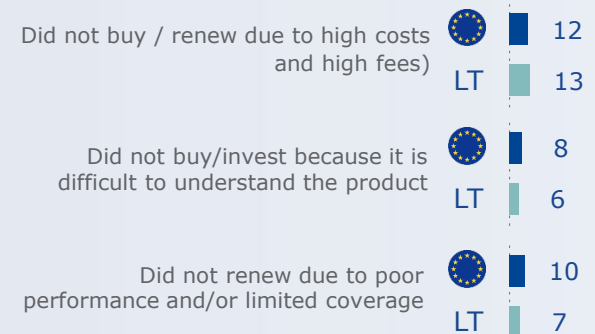 Did not buy / renew due to high costs
and high fees)
12
LT 13
Did not buy/invest because it is
difficult to understand the product
8
LT 6
Did not renew due to poor
performance and/or limited coverage
10
LT 7